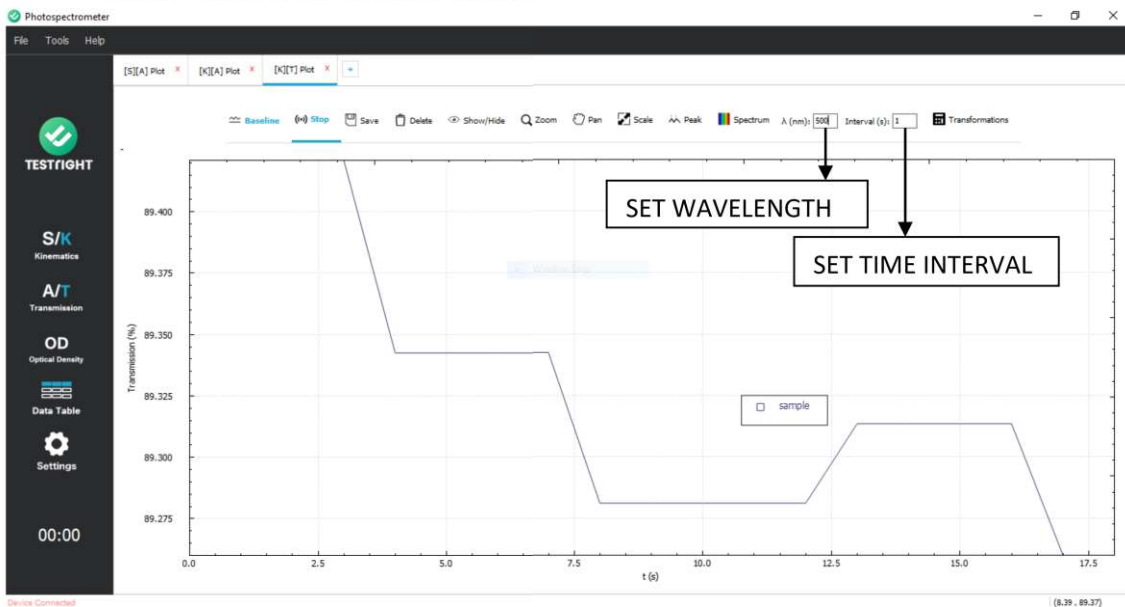 Photospectrometer
File Tools Help
[S][A] Plot x [K][A] Plot x [K][T] Plot x +
Baseline Stop Save Delete Show/Hide Zoom Pan Scale Peak Spectrum λ (nm): 500 Interval (s): 1 Transformations
TESTRIGHT
SET WAVELENGTH
SET TIME INTERVAL
S/K
Kinematics
A/T
Transmission
OD
Optical Density
Data Table
Settings
00:00
Transmission (%)
89.400
89.375
89.350
89.325
89.300
89.275
sample
0.0 2.5 5.0 7.5 10.0 12.5 15.0 17.5
t (s)
Device Connected
(8.39 , 89.37)